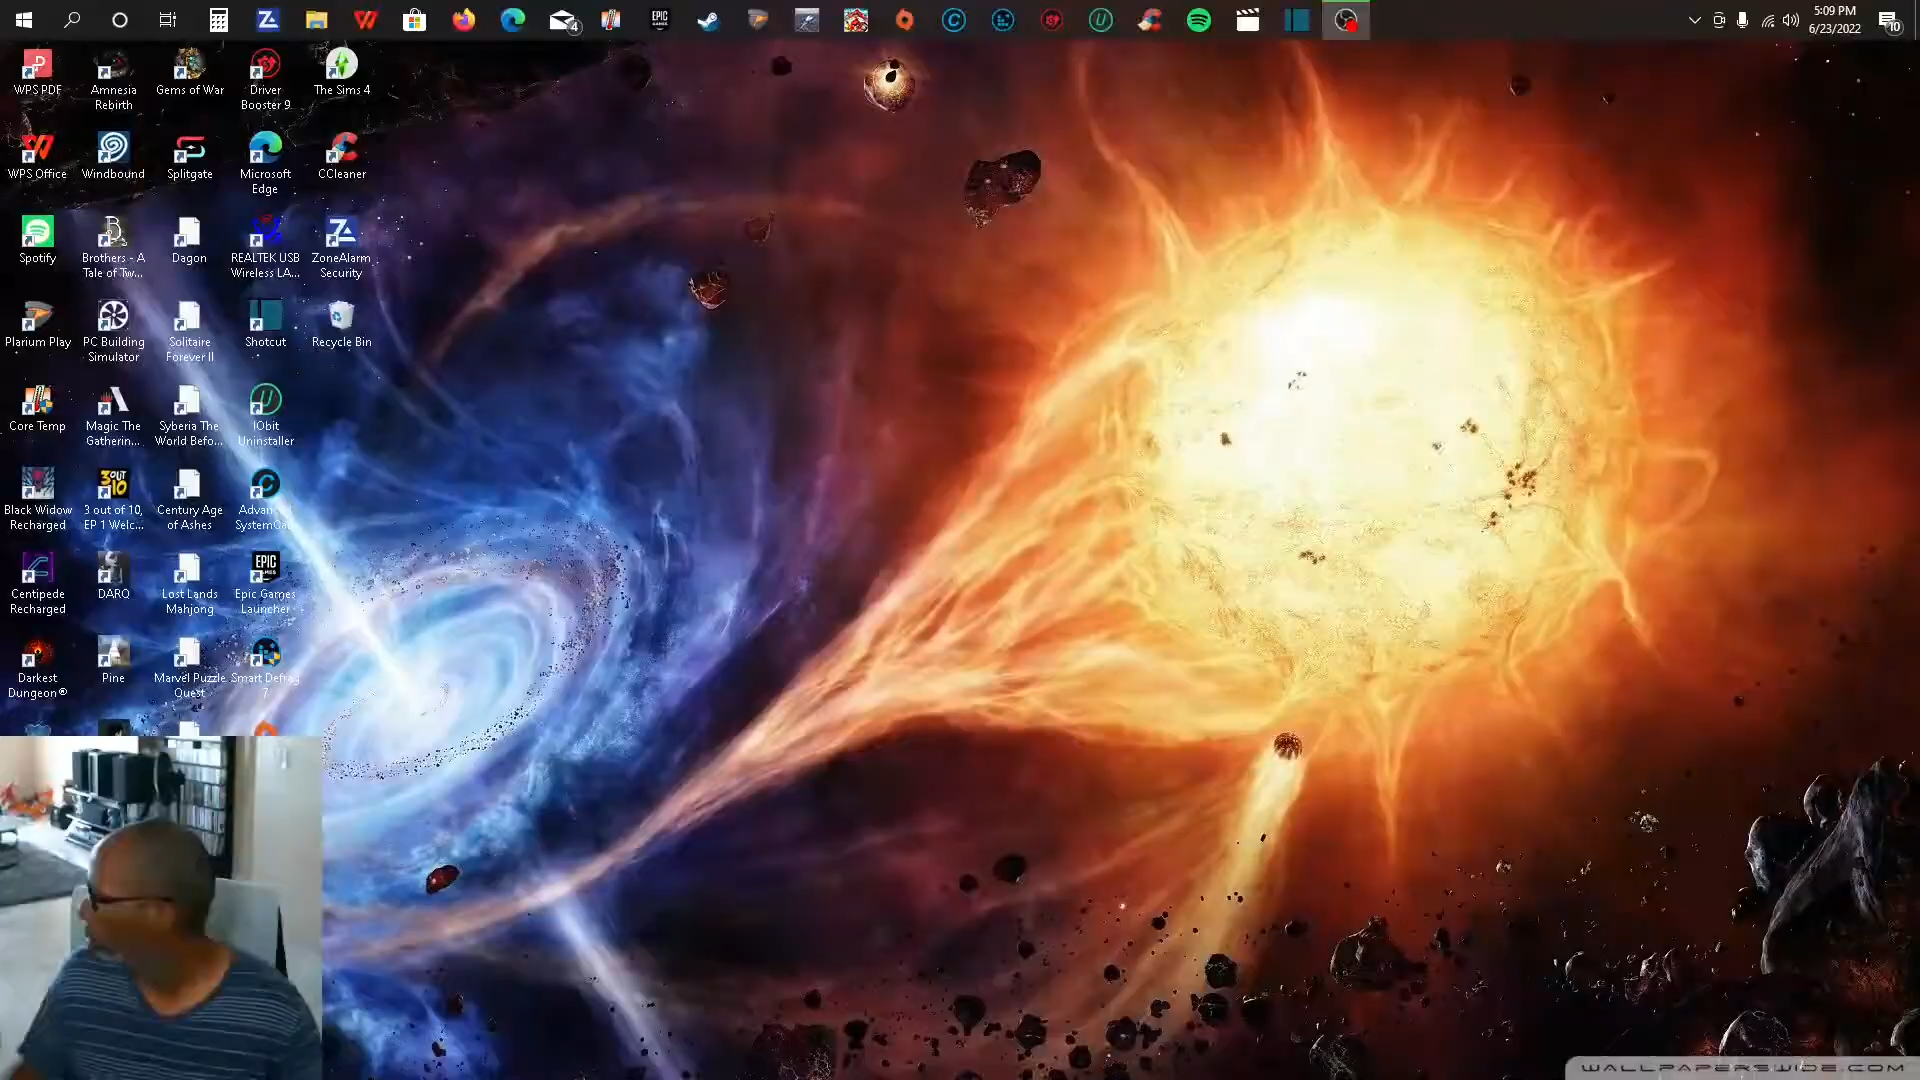 5:09 PM
6/23/2022
4
10
EPIC
GAMES
WPS PDF
Amnesia
Rebirth
Gems of War
Driver
Booster 9
The Sims 4
WPS Office
Windbound
Splitgate
Microsoft
Edge
CCleaner
Spotify
Brothers - A
Tale of Tw...
Dagon
REALTEK USB
Wireless LA...
ZoneAlarm
Security
Plarium Play
PC Building
Simulator
Solitaire
Forever II
Shotcut
Recycle Bin
Core Temp
Magic The
Gatherin...
Syberia The
World Befo...
IObit
Uninstaller
Black Widow
Recharged
3 out of 10,
EP 1 Welc...
Century Age
of Ashes
Centipede
Recharged
DARQ
Lost Lands
Mahjong
Epic Games
Launcher
Darkest
Dungeon®
Pine
Marvel Puzzle
Quest
Smart Defrag
7
WALLPAPERSWIDE.COM